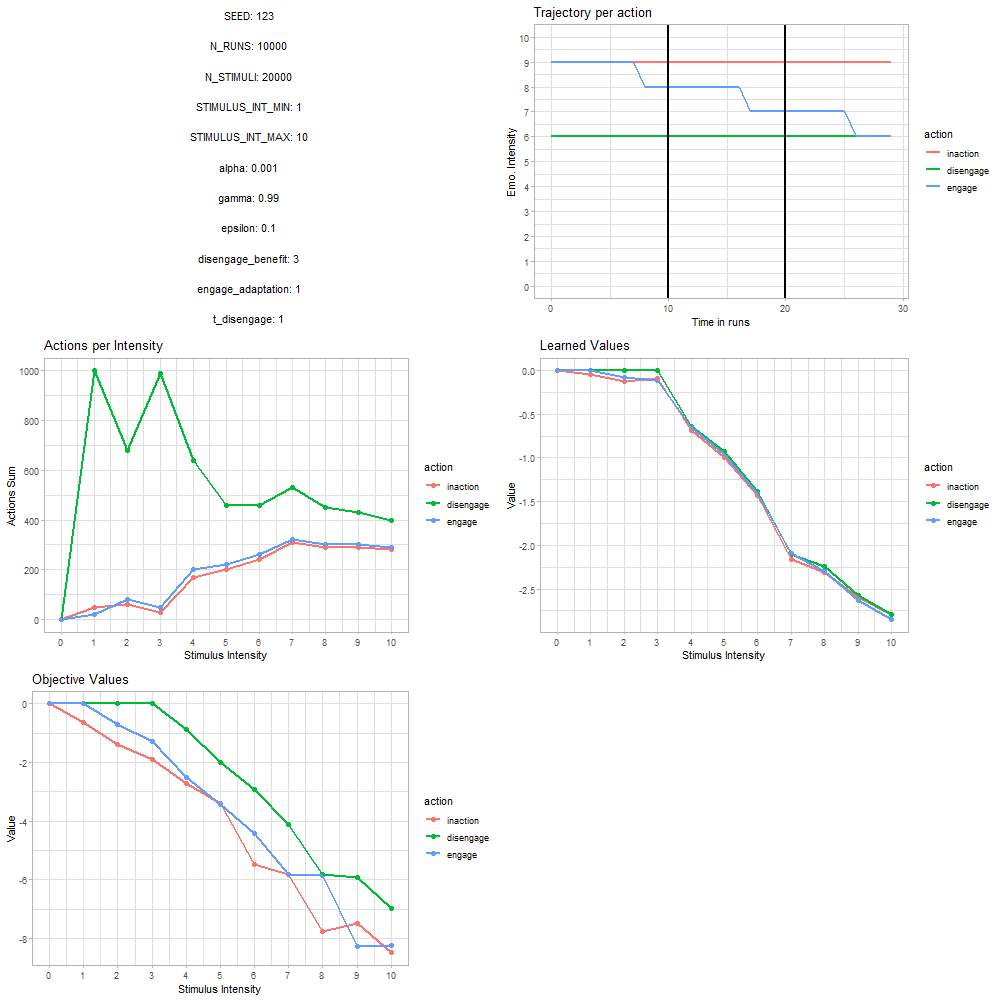 SEED: 123
N_RUNS: 10000
N_STIMULI: 20000
STIMULUS_INT_MIN: 1
STIMULUS_INT_MAX: 10
alpha: 0.001
gamma: 0.99
epsilon: 0.1
disengage_benefit: 3
engage_adaptation: 1
t_disengage: 1
Trajectory per action
Emo. Intensity
10
9
8
7
6
5
4
3
2
1
0
0 10 20 30
Time in runs
action
inaction
disengage
engage
Actions per Intensity
Actions Sum
1000
800
600
400
200
0
0 1 2 3 4 5 6 7 8 9 10
Stimulus Intensity
action
inaction
disengage
engage
Learned Values
Value
0.0
-0.5
-1.0
-1.5
-2.0
-2.5
0 1 2 3 4 5 6 7 8 9 10
Stimulus Intensity
action
inaction
disengage
engage
Objective Values
Value
0
-2
-4
-6
-8
0 1 2 3 4 5 6 7 8 9 10
Stimulus Intensity
action
inaction
disengage
engage